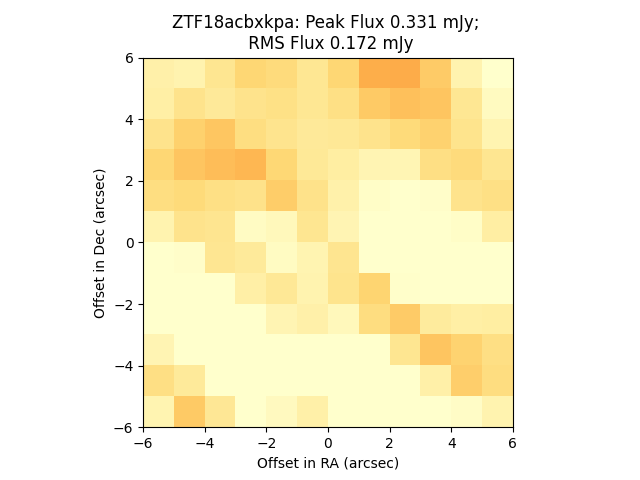 ZTF18acbxkpa: Peak Flux 0.331 mJy;
RMS Flux 0.172 mJy
6
4
2
0
−2
−4
−6
Offset in Dec (arcsec)
−6 −4 −2 0 2 4 6
Offset in RA (arcsec)